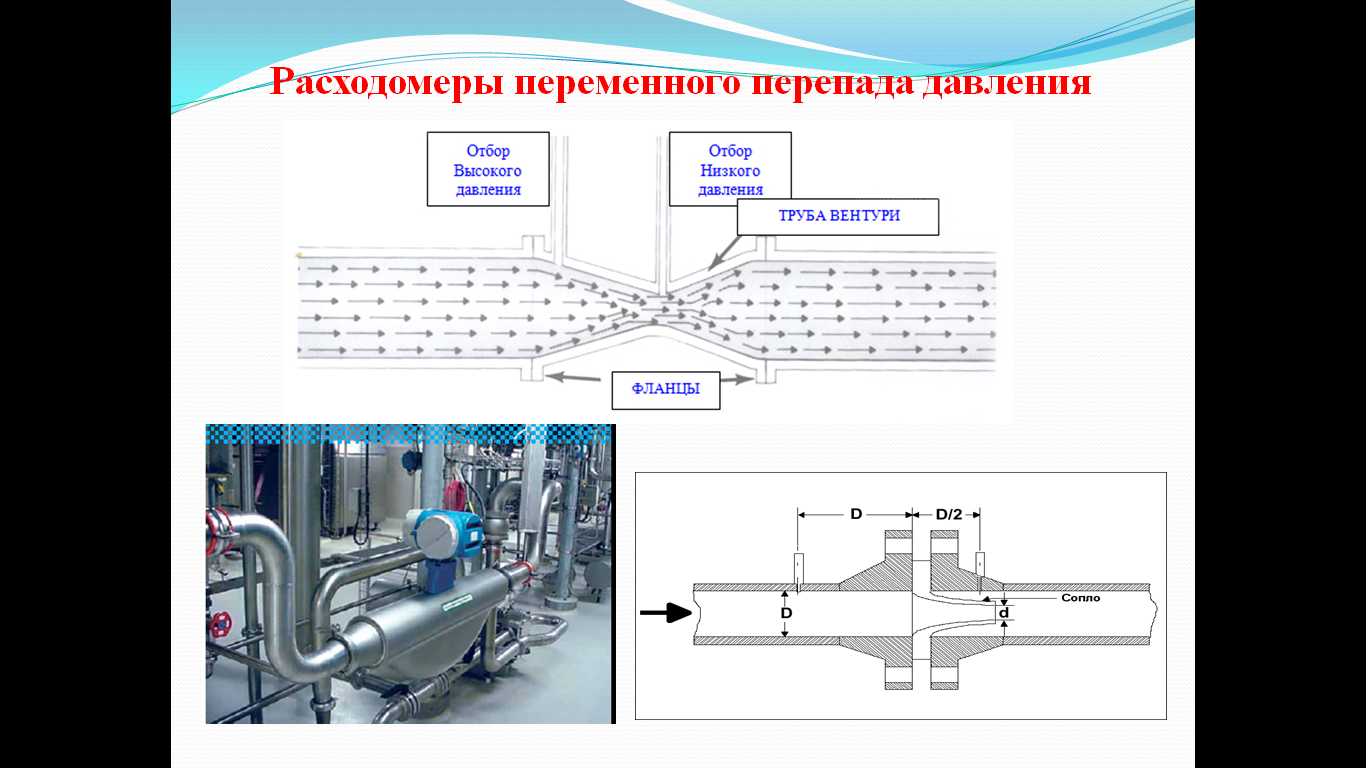 Расходомеры переменного перепада давления
Отбор
Высокого
давления
Отбор
Низкого
давления
ТРУБА ВЕНТУРИ
ФЛАНЦЫ
D
D/2
D
Сопло
d